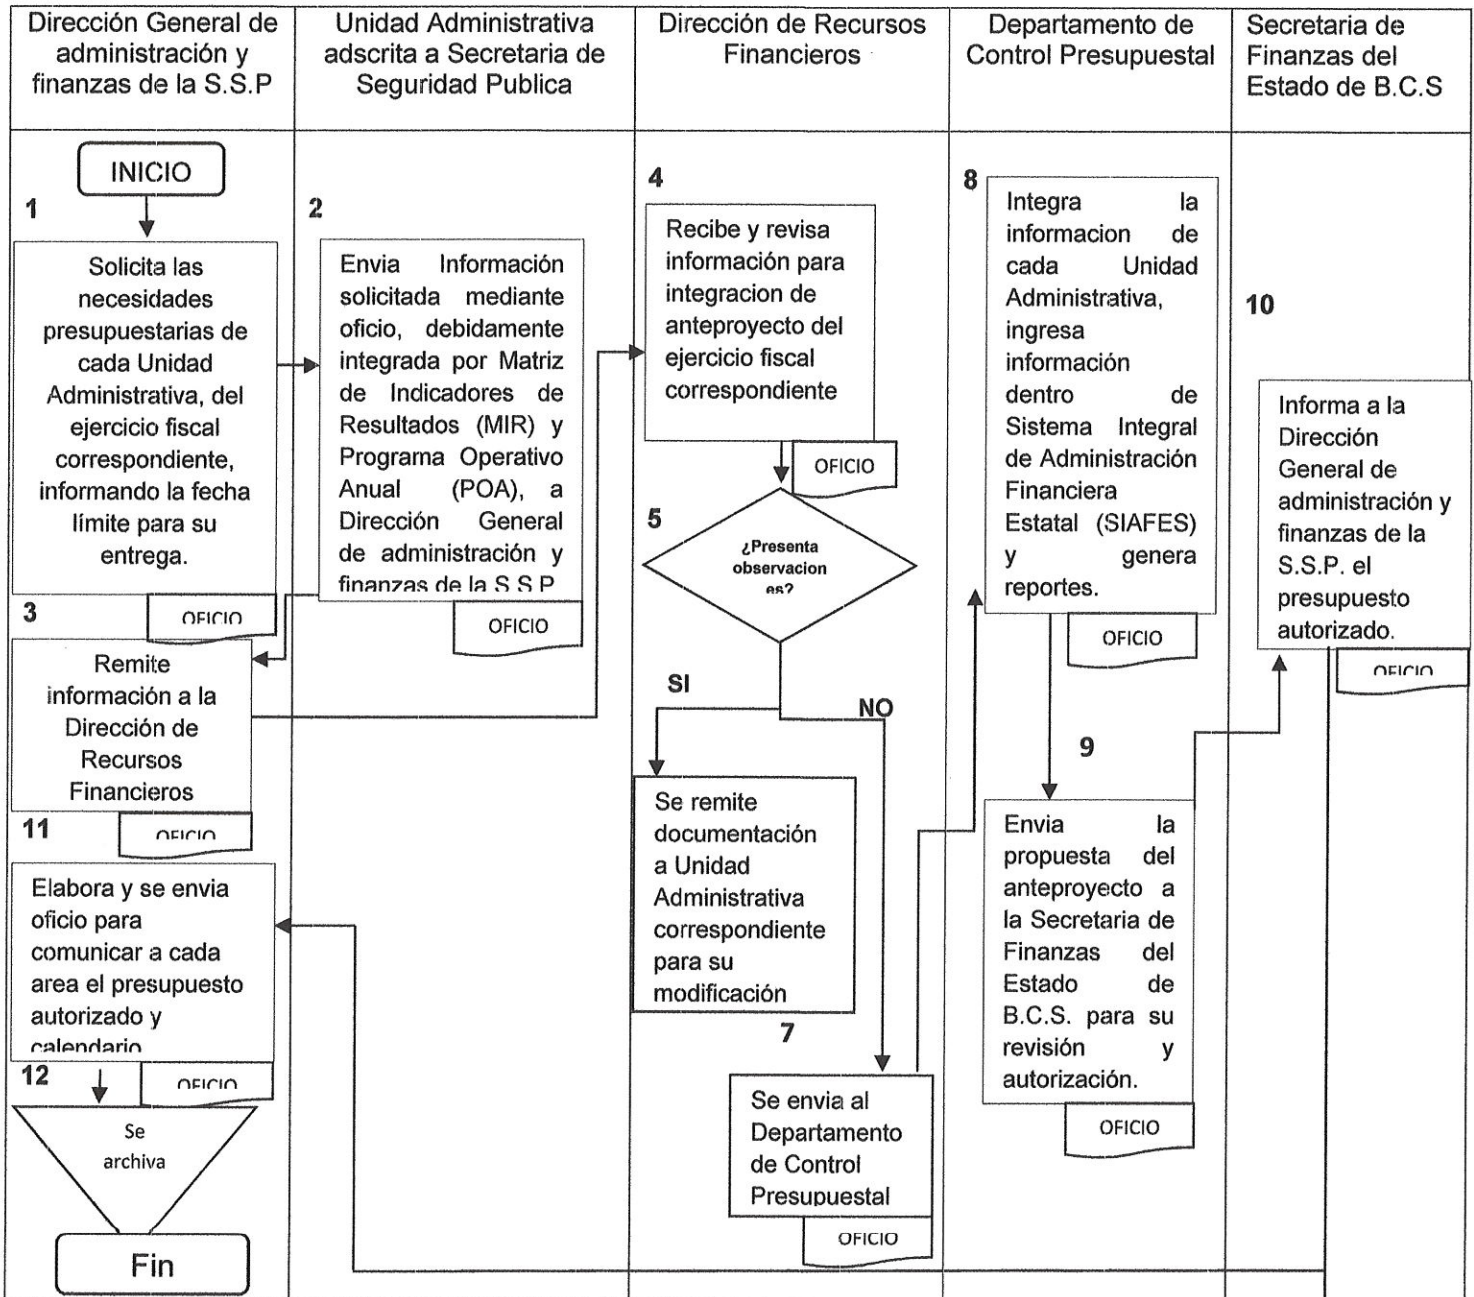 Dirección General de
administración y
finanzas de la S.S.P
Unidad Administrativa
adscrita a Secretaria de
Seguridad Publica
Dirección de Recursos
Financieros
Departamento de
Control Presupuestal
Secretaria de
Finanzas del
Estado de B.C.S
INICIO
1
Solicita las
necesidades
presupuestarias de
cada Unidad
Administrativa, del
ejercicio fiscal
correspondiente,
informando la fecha
límite para su
entrega.
OFICIO
2
Envia Información
solicitada mediante
oficio, debidamente
integrada por Matriz
de Indicadores de
Resultados (MIR) y
Programa Operativo
Anual (POA), a
Dirección General
de administración y
finanzas de la S.S.P
OFICIO
3
Remite
información a la
Dirección de
Recursos
Financieros
OFICIO
4
Recibe y revisa
información para
integracion de
anteproyecto del
ejercicio fiscal
correspondiente
OFICIO
5
¿Presenta
observacion
es?
SI
NO
Se remite
documentación
a Unidad
Administrativa
correspondiente
para su
modificación
7
Se envia al
Departamento
de Control
Presupuestal
OFICIO
8
Integra la
informacion de
cada Unidad
Administrativa,
ingresa
información
dentro de
Sistema Integral
de Administración
Financiera
Estatal (SIAFES)
y genera
reportes.
OFICIO
9
Envia la
propuesta del
anteproyecto a
la Secretaria de
Finanzas del
Estado de
B.C.S. para su
revisión y
autorización.
OFICIO
10
Informa a la
Dirección
General de
administración y
finanzas de la
S.S.P. el
presupuesto
autorizado.
OFICIO
11
Elabora y se envia
oficio para
comunicar a cada
area el presupuesto
autorizado y
calendario
OFICIO
12
Se
archiva
Fin